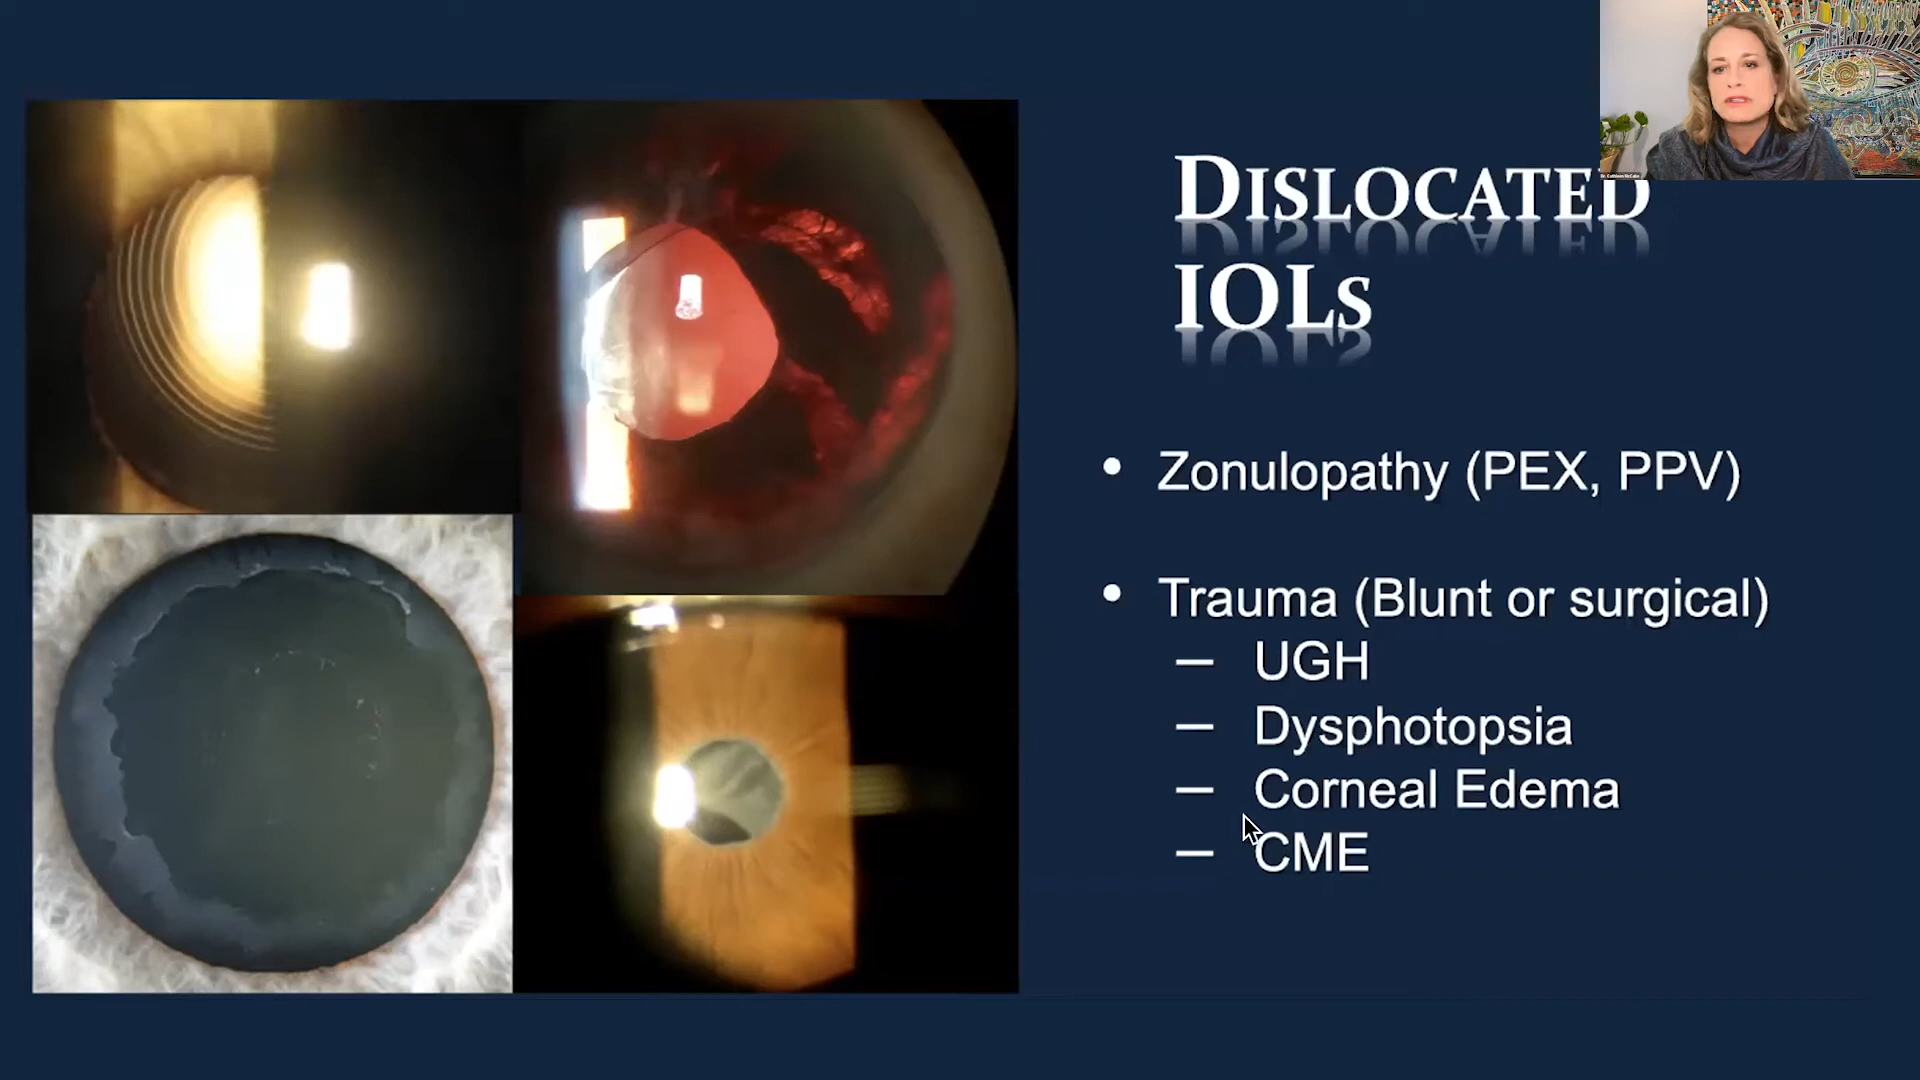 DISLOCATED
IOLS
• Zonulopathy (PEX, PPV)
• Trauma (Blunt or surgical)
— UGH
— Dysphotopsia
— Corneal Edema
— CME